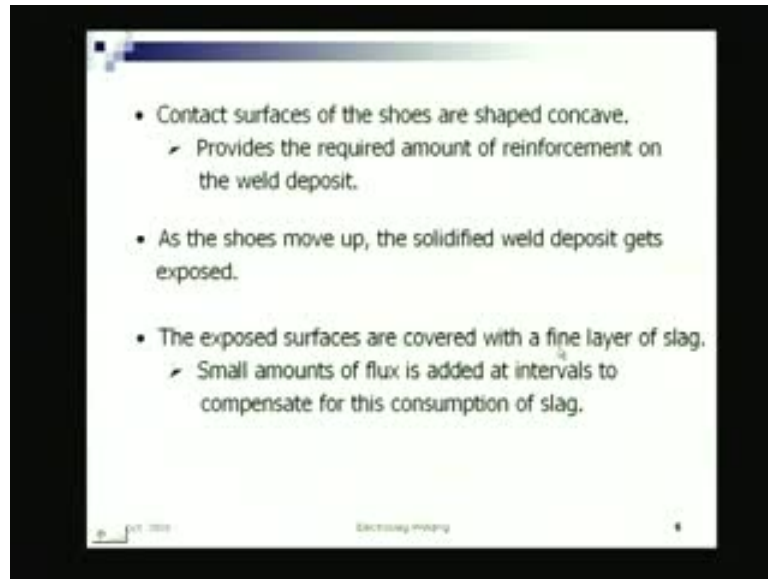 • Contact surfaces of the shoes are shaped concave.
➢ Provides the required amount of reinforcement on
the weld deposit.
• As the shoes move up, the solidified weld deposit gets
exposed.
• The exposed surfaces are covered with a fine layer of slag.
➢ Small amounts of flux is added at intervals to
compensate for this consumption of slag.
Electroslag Welding